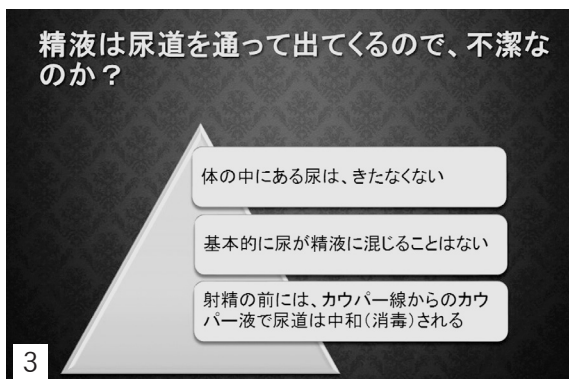 精液は尿道を通って出てくるので、不潔な
のか？
体の中にある尿は、きたなくない
基本的に尿が精液に混じることはない
射精の前には、カウパー線からのカウ
パー液で尿道は中和(消毒)される
3